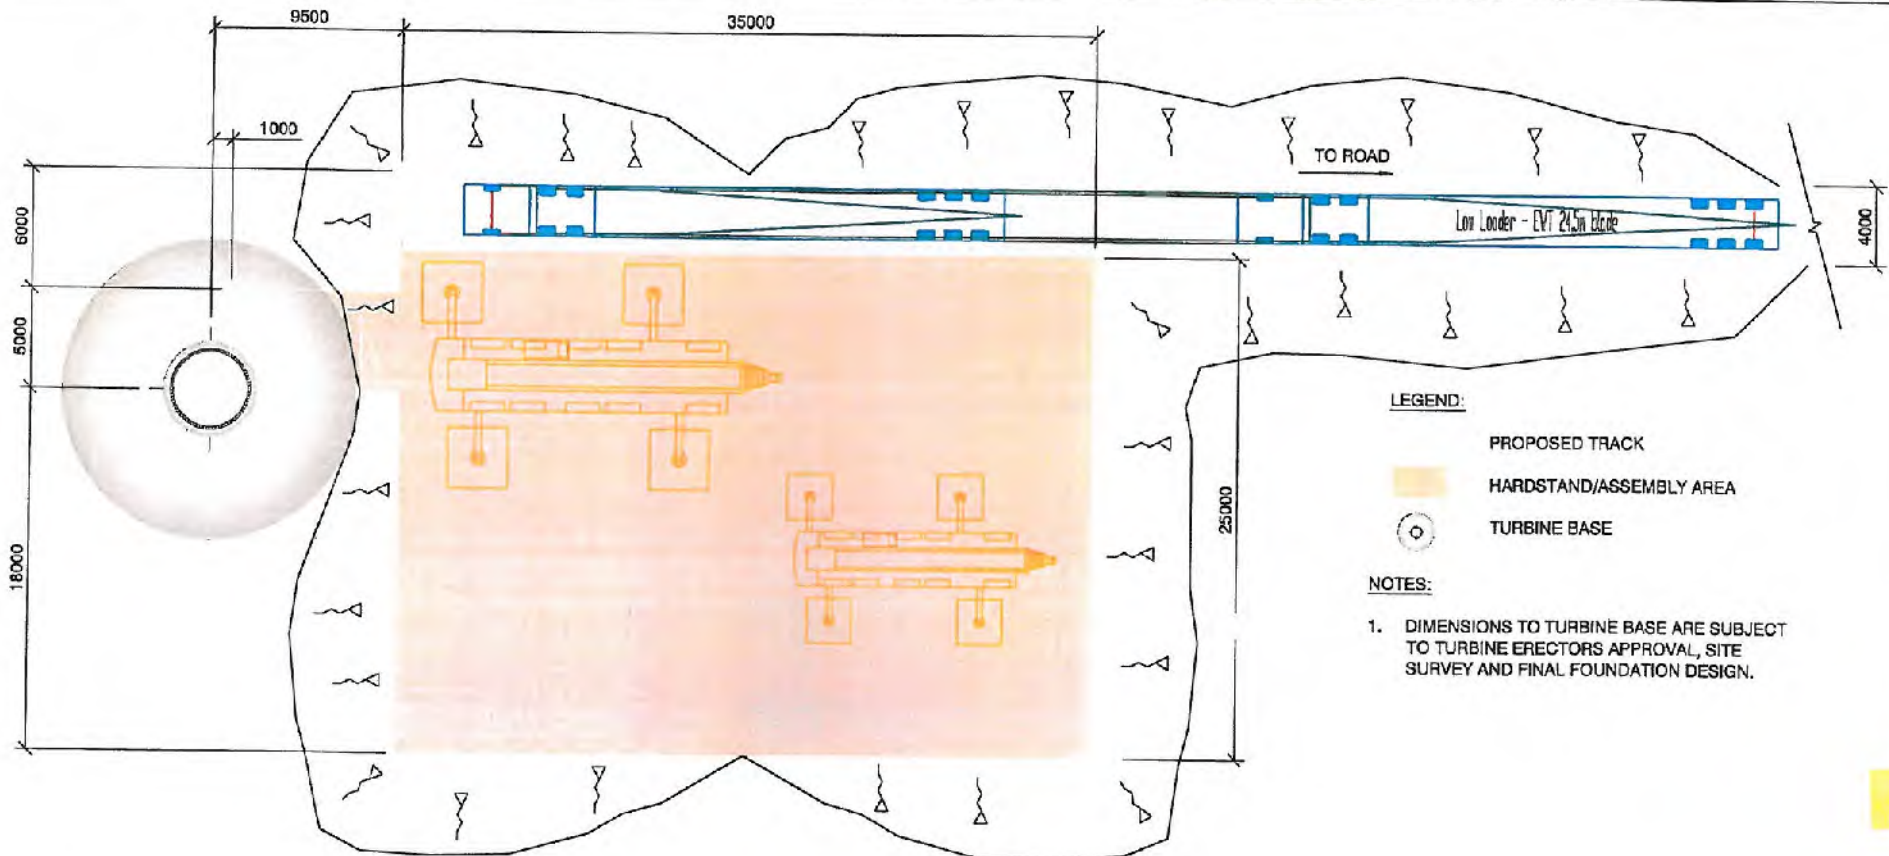 9500
35000
1000
TO ROAD
6000
Low Loader - EWT 24.5m blade
4000
5000
LEGEND:
PROPOSED TRACK
HARDSTAND/ASSEMBLY AREA
25000
TURBINE BASE
18000
NOTES:
1. DIMENSIONS TO TURBINE BASE ARE SUBJECT
TO TURBINE ERECTORS APPROVAL, SITE
SURVEY AND FINAL FOUNDATION DESIGN.